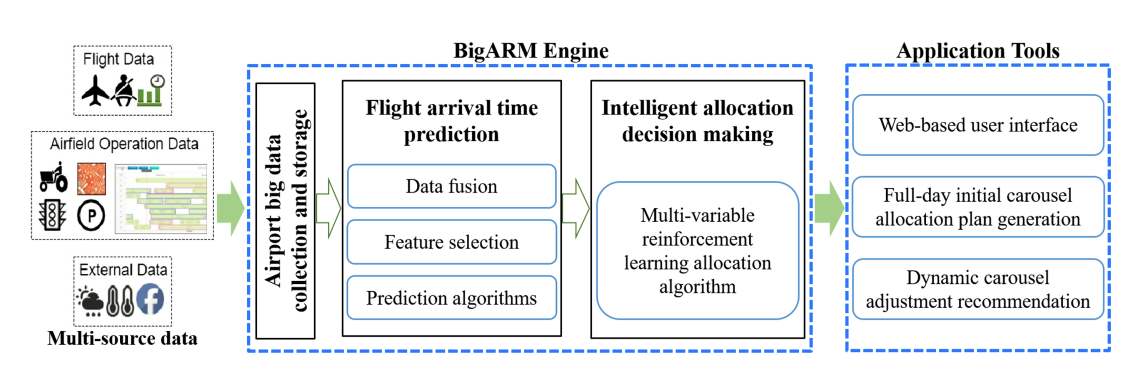 BigARM Engine
Application Tools
Flight Data
Airfield Operation Data
P
External Data
Multi-source data
Airport big data
collection and storage
Flight arrival time
prediction
Data fusion
Feature selection
Prediction algorithms
Intelligent allocation
decision making
Multi-variable
reinforcement
learning allocation
algorithm
Web-based user interface
Full-day initial carousel
allocation plan generation
Dynamic carousel
adjustment recommendation